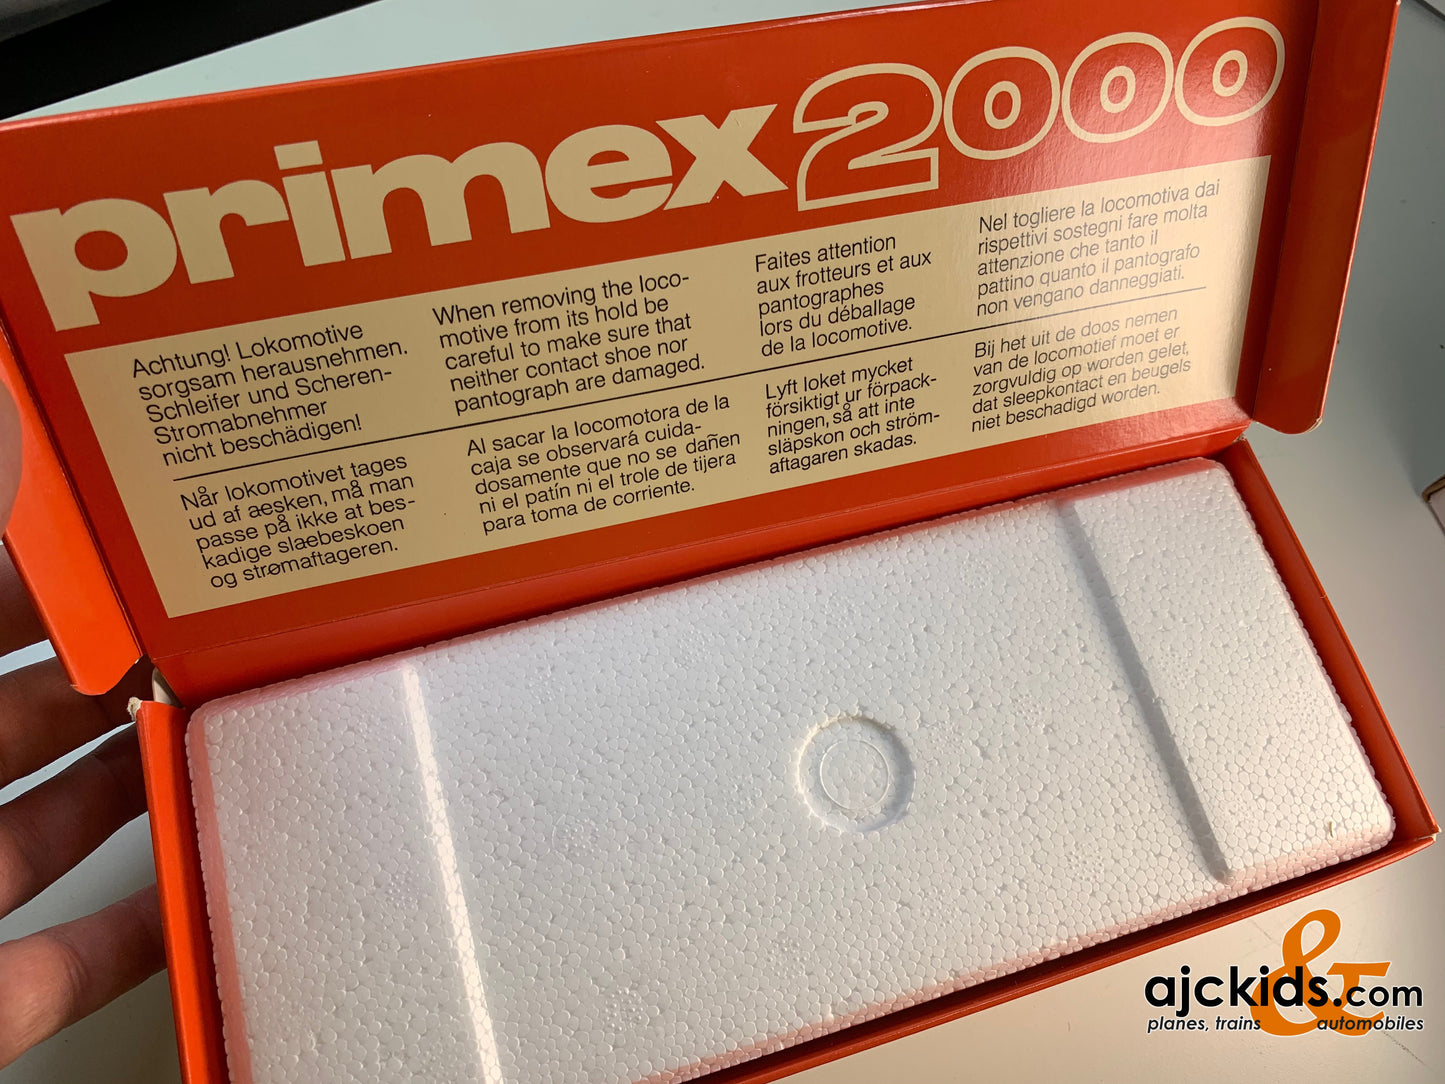 primex2000
Achtung! Lokomotive
sorgsam herausnehmen.
Schleifer und Scheren-
Stromabnehmer
nicht beschädigen!
When removing the loco-
motive from its hold be
careful to make sure that
neither contact shoe nor
pantograph are damaged.
Faites attention
aux frotteurs et aux
pantographes
lors du déballage
de la locomotive.
Nel togliere la locomotiva dai
rispettivi sostegni fare molta
attenzione che tanto il
pattino quanto il pantografo
non vengano danneggiati.
Når lokomotivet tages
ud af aesken, må man
passe på ikke at bes-
kadige slaebeskoen
og strømaftageren.
Al sacar la locomotora de la
caja se observará cuida-
dosamente que no se dañen
ni el patín ni el trole de tijera
para toma de corriente.
Lyft loket mycket
försiktigt ur förpack-
ningen, så att inte
släpskon och ström-
aftagaren skadas.
Bij het uit de doos nemen
van de locomotief moet er
zorgvuldig op worden gelet,
dat sleepkontact en beugels
niet beschadigd worden.
ajckids.com
planes, trains & automobiles